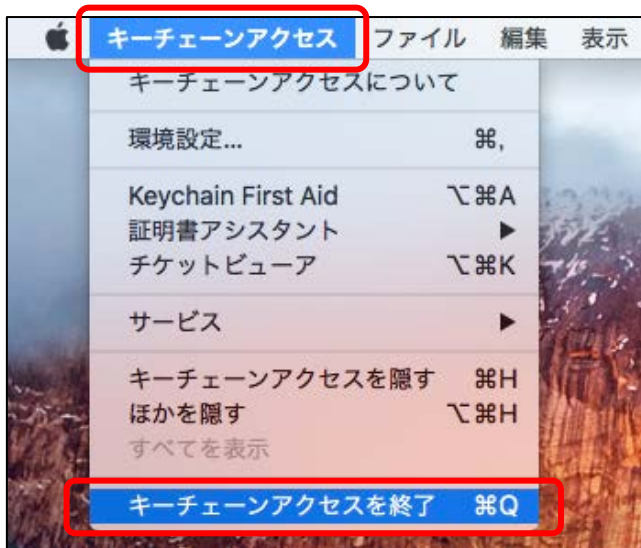 キーチェーンアクセス ファイル 編集 表示
キーチェーンアクセスについて
環境設定... ⌘,
Keychain First Aid ⌥⌘A
証明書アシスタント ▶
チケットビューア ⌥⌘K
サービス ▶
キーチェーンアクセスを隠す ⌘H
ほかを隠す ⌥⌘H
すべてを表示
キーチェーンアクセスを終了 ⌘Q